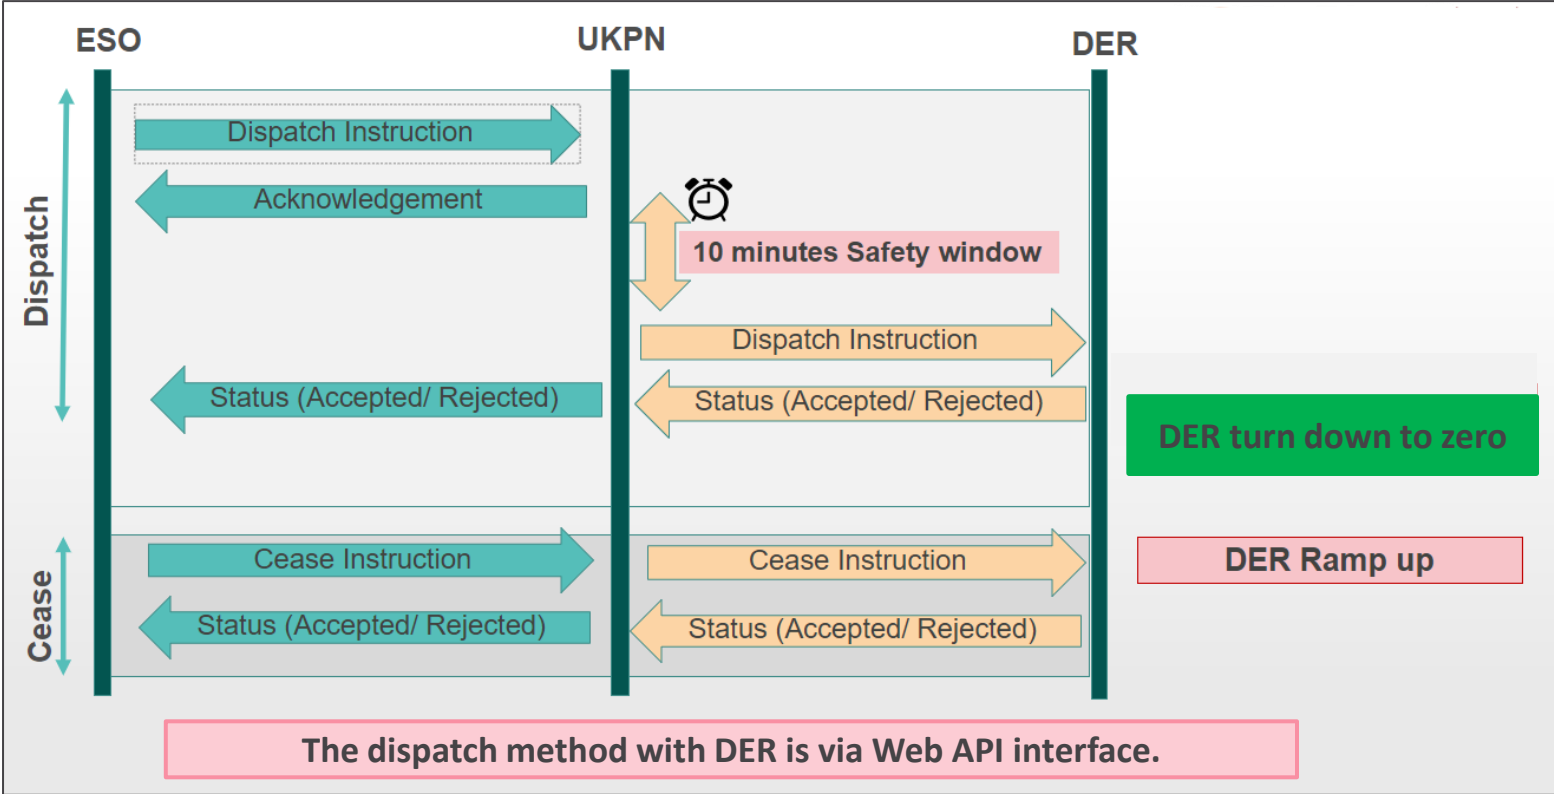 ESO
UKPN
DER
Dispatch
Dispatch Instruction
Acknowledgement
10 minutes Safety window
Dispatch Instruction
Status (Accepted/ Rejected)
Status (Accepted/ Rejected)
DER turn down to zero
Cease
Cease Instruction
Cease Instruction
DER Ramp up
Status (Accepted/ Rejected)
Status (Accepted/ Rejected)
The dispatch method with DER is via Web API interface.